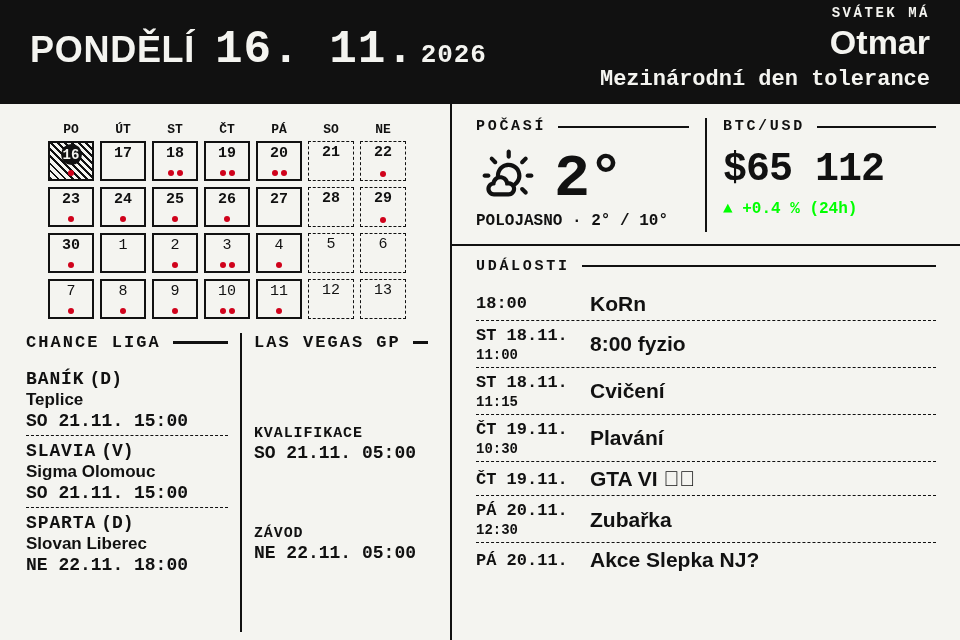 PONDĚLÍ 16. 11. 2026
SVÁTEK MÁ
Otmar
Mezinárodní den tolerance
PO ÚT ST ČT PÁ SO NE
16 17 18 19 20 21 22
23 24 25 26 27 28 29
30 1 2 3 4 5 6
7 8 9 10 11 12 13
CHANCE LIGA
BANÍK (D)
Teplice
SO 21.11. 15:00
SLAVIA (V)
Sigma Olomouc
SO 21.11. 15:00
SPARTA (D)
Slovan Liberec
NE 22.11. 18:00
LAS VEGAS GP
KVALIFIKACE
SO 21.11. 05:00
ZÁVOD
NE 22.11. 05:00
POČASÍ
2°
POLOJASNO · 2° / 10°
BTC/USD
$65 112
▲ +0.4 % (24h)
UDÁLOSTI
18:00 KoRn
ST 18.11. 11:00 8:00 fyzio
ST 18.11. 11:15 Cvičení
ČT 19.11. 10:30 Plavání
ČT 19.11. GTA VI
PÁ 20.11. 12:30 Zubařka
PÁ 20.11. Akce Slepka NJ?